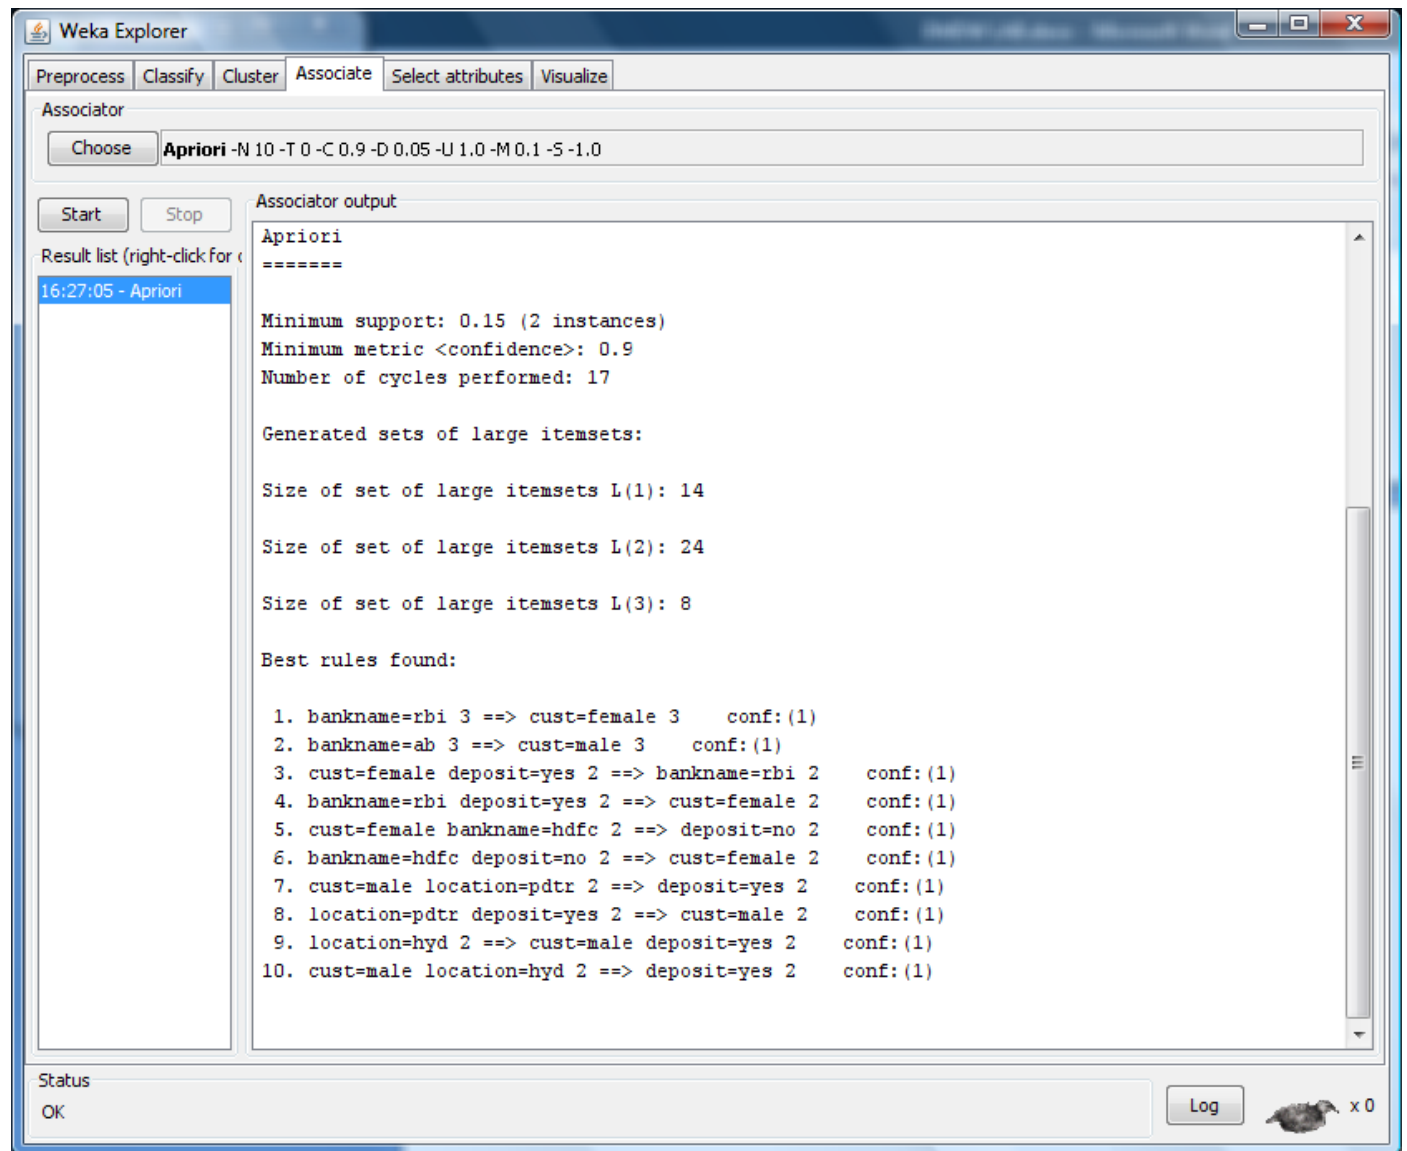 Weka Explorer
Preprocess Classify Cluster Associate Select attributes Visualize
Associator
Choose Apriori -N 10 -T 0 -C 0.9 -D 0.05 -U 1.0 -M 0.1 -S -1.0
Start Stop
Result list (right-click for
16:27:05 - Apriori
Associator output
Apriori
=======
Minimum support: 0.15 (2 instances)
Minimum metric <confidence>: 0.9
Number of cycles performed: 17
Generated sets of large itemsets:
Size of set of large itemsets L(1): 14
Size of set of large itemsets L(2): 24
Size of set of large itemsets L(3): 8
Best rules found:
1. bankname=rbi 3 ==> cust=female 3 conf:(1)
2. bankname=ab 3 ==> cust=male 3 conf:(1)
3. cust=female deposit=yes 2 ==> bankname=rbi 2 conf:(1)
4. bankname=rbi deposit=yes 2 ==> cust=female 2 conf:(1)
5. cust=female bankname=hdfc 2 ==> deposit=no 2 conf:(1)
6. bankname=hdfc deposit=no 2 ==> cust=female 2 conf:(1)
7. cust=male location=pdtr 2 ==> deposit=yes 2 conf:(1)
8. location=pdtr deposit=yes 2 ==> cust=male 2 conf:(1)
9. location=hyd 2 ==> cust=male deposit=yes 2 conf:(1)
10. cust=male location=hyd 2 ==> deposit=yes 2 conf:(1)
Status
OK
Log
x 0